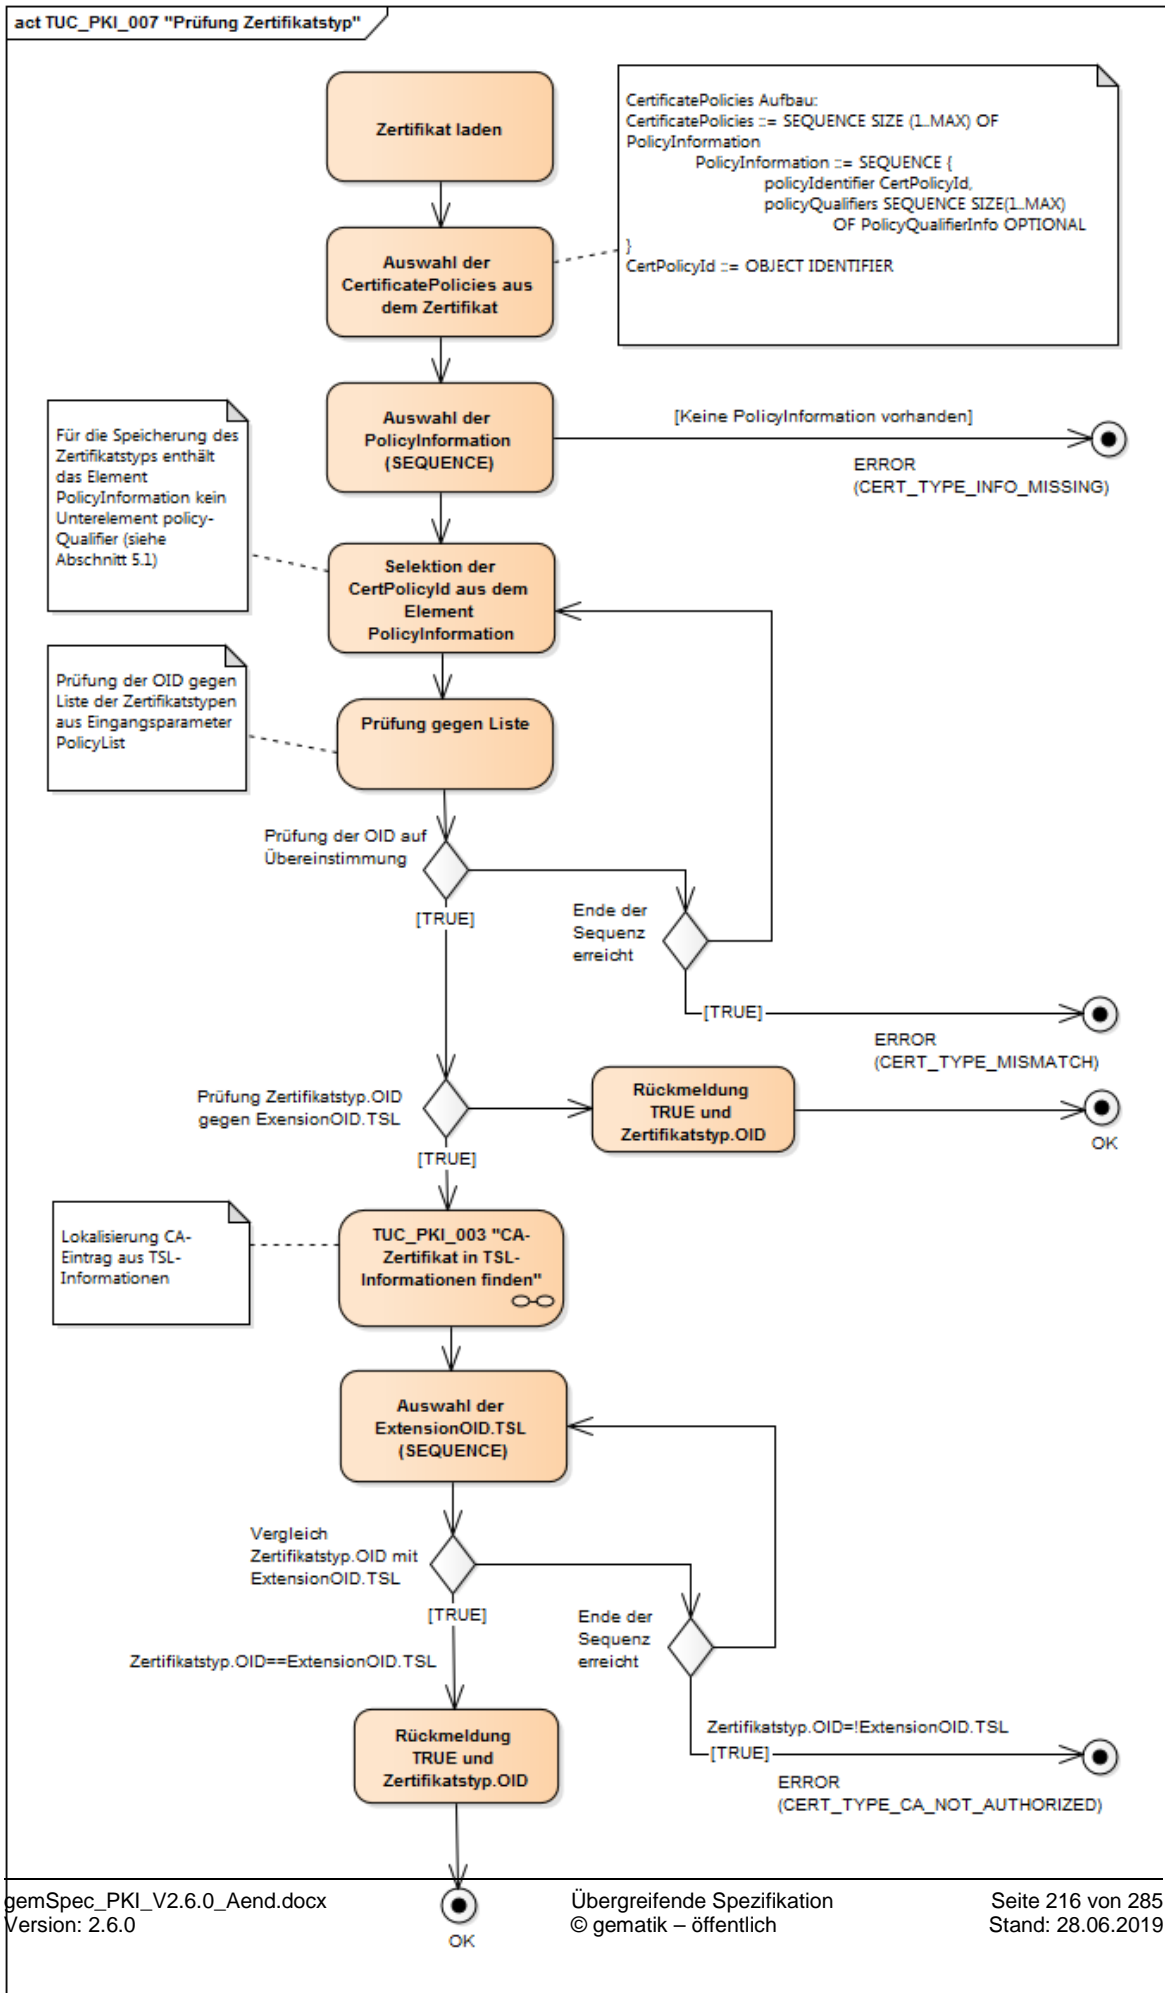 act TUC_PKI_007 "Prüfung Zertifikatstyp"
Zertifikat laden
CertificatePolicies Aufbau:
CertificatePolicies ::= SEQUENCE SIZE (1..MAX) OF
PolicyInformation
PolicyInformation ::= SEQUENCE {
policyIdentifier CertPolicyId,
policyQualifiers SEQUENCE SIZE(1..MAX)
OF PolicyQualifierInfo OPTIONAL
}
CertPolicyId ::= OBJECT IDENTIFIER
Auswahl der
CertificatePolicies aus
dem Zertifikat
Auswahl der
PolicyInformation
(SEQUENCE)
[Keine PolicyInformation vorhanden]
ERROR
(CERT_TYPE_INFO_MISSING)
Für die Speicherung des
Zertifikatstyps enthält
das Element
PolicyInformation kein
Unterelement policy-
Qualifier (siehe
Abschnitt 5.1)
Selektion der
CertPolicyId aus dem
Element
PolicyInformation
Prüfung der OID gegen
Liste der Zertifikatstypen
aus Eingangsparameter
PolicyList
Prüfung gegen Liste
Prüfung der OID auf
Übereinstimmung
[TRUE]
Ende der
Sequenz
erreicht
[TRUE]
ERROR
(CERT_TYPE_MISMATCH)
Prüfung Zertifikatstyp.OID
gegen ExensionOID.TSL
[TRUE]
Rückmeldung
TRUE und
Zertifikatstyp.OID
OK
Lokalisierung CA-
Eintrag aus TSL-
Informationen
TUC_PKI_003 "CA-
Zertifikat in TSL-
Informationen finden"
Auswahl der
ExtensionOID.TSL
(SEQUENCE)
Vergleich
Zertifikatstyp.OID mit
ExtensionOID.TSL
[TRUE]
Ende der
Sequenz
erreicht
Zertifikatstyp.OID==ExtensionOID.TSL
Zertifikatstyp.OID=!ExtensionOID.TSL
[TRUE]
ERROR
(CERT_TYPE_CA_NOT_AUTHORIZED)
Rückmeldung
TRUE und
Zertifikatstyp.OID
OK
gemSpec_PKI_V2.6.0_Aend.docx
Version: 2.6.0
Übergreifende Spezifikation
© gematik – öffentlich
Seite 216 von 285
Stand: 28.06.2019